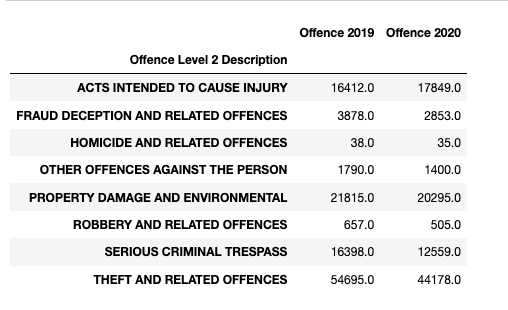 Offence 2019 Offence 2020
Offence Level 2 Description
ACTS INTENDED TO CAUSE INJURY 16412.0 17849.0
FRAUD DECEPTION AND RELATED OFFENCES 3878.0 2853.0
HOMICIDE AND RELATED OFFENCES 38.0 35.0
OTHER OFFENCES AGAINST THE PERSON 1790.0 1400.0
PROPERTY DAMAGE AND ENVIRONMENTAL 21815.0 20295.0
ROBBERY AND RELATED OFFENCES 657.0 505.0
SERIOUS CRIMINAL TRESPASS 16398.0 12559.0
THEFT AND RELATED OFFENCES 54695.0 44178.0